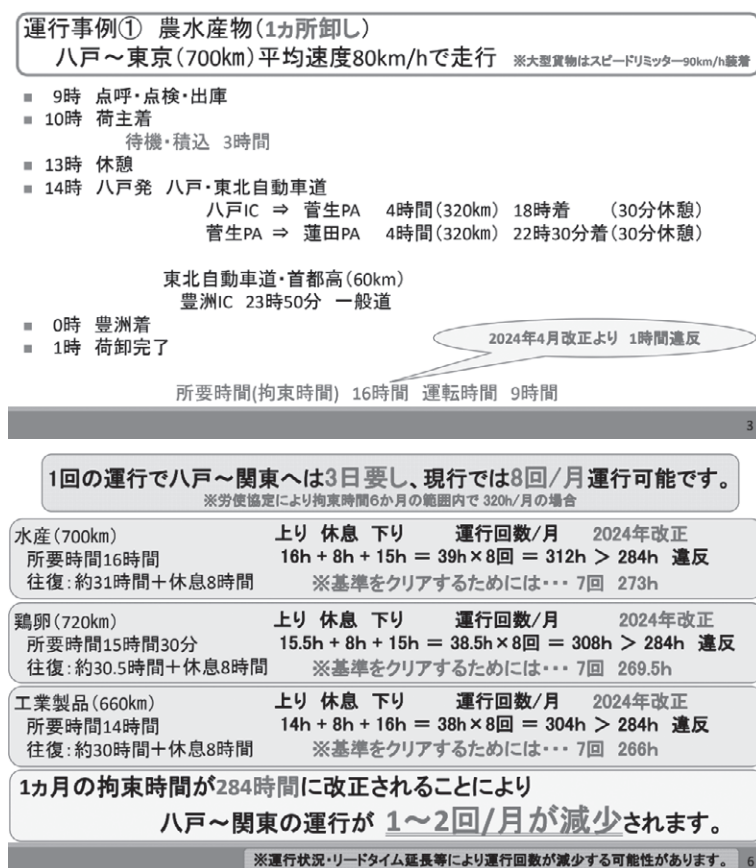 運行事例① 農水産物(1ヵ所卸し)
八戸～東京(700km)平均速度80km/hで走行 ※大型貨物はスピードリミッター90km/h装着
■ 9時 点呼・点検・出庫
■ 10時 荷主着
待機・積込 3時間
■ 13時 休憩
■ 14時 八戸発 八戸・東北自動車道
八戸IC ⇒ 菅生PA 4時間(320km) 18時着 (30分休憩)
菅生PA ⇒ 蓮田PA 4時間(320km) 22時30分着(30分休憩)
東北自動車道・首都高(60km)
豊洲IC 23時50分 一般道
■ 0時 豊洲着
■ 1時 荷卸完了
2024年4月改正より 1時間違反
所要時間(拘束時間) 16時間 運転時間 9時間
3
1回の運行で八戸～関東へは3日要し、現行では8回/月運行可能です。
※労使協定により拘束時間6か月の範囲内で 320h/月の場合
水産(700km) 上り 休息 下り 運行回数/月 2024年改正
所要時間16時間 16h + 8h + 15h = 39h×8回 = 312h > 284h 違反
往復:約31時間+休息8時間 ※基準をクリアするためには・・・ 7回 273h
鶏卵(720km) 上り 休息 下り 運行回数/月 2024年改正
所要時間15時間30分 15.5h + 8h + 15h = 38.5h×8回 = 308h > 284h 違反
往復:約30.5時間+休息8時間 ※基準をクリアするためには・・・ 7回 269.5h
工業製品(660km) 上り 休息 下り 運行回数/月 2024年改正
所要時間14時間 14h + 8h + 16h = 38h×8回 = 304h > 284h 違反
往復:約30時間+休息8時間 ※基準をクリアするためには・・・ 7回 266h
1ヵ月の拘束時間が284時間に改正されることにより
八戸～関東の運行が 1～2回/月が減少されます。
※運行状況・リードタイム延長等により運行回数が減少する可能性があります。 6